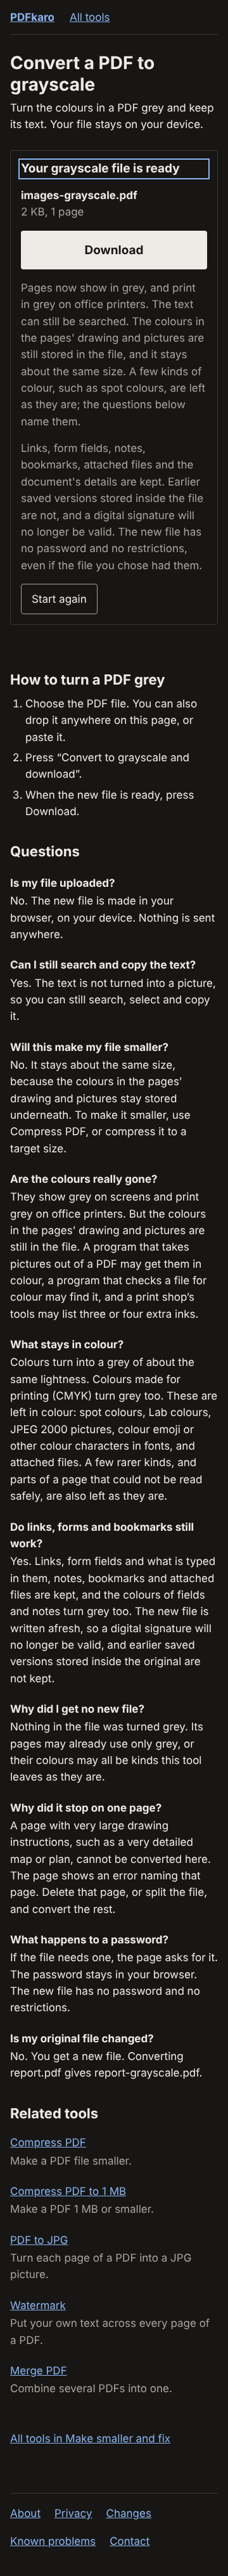 PDFkaro All tools
Convert a PDF to
grayscale
Turn the colours in a PDF grey and keep
its text. Your file stays on your device.
Your grayscale file is ready
images-grayscale.pdf
2 KB, 1 page
Download
Pages now show in grey, and print
in grey on office printers. The text
can still be searched. The colours in
the pages' drawing and pictures are
still stored in the file, and it stays
about the same size. A few kinds of
colour, such as spot colours, are left
as they are; the questions below
name them.
Links, form fields, notes,
bookmarks, attached files and the
document's details are kept. Earlier
saved versions stored inside the file
are not, and a digital signature will
no longer be valid. The new file has
no password and no restrictions,
even if the file you chose had them.
Start again
How to turn a PDF grey
1. Choose the PDF file. You can also
drop it anywhere on this page, or
paste it.
2. Press “Convert to grayscale and
download”.
3. When the new file is ready, press
Download.
Questions
Is my file uploaded?
No. The new file is made in your
browser, on your device. Nothing is sent
anywhere.
Can I still search and copy the text?
Yes. The text is not turned into a picture,
so you can still search, select and copy
it.
Will this make my file smaller?
No. It stays about the same size,
because the colours in the pages’
drawing and pictures stay stored
underneath. To make it smaller, use
Compress PDF, or compress it to a
target size.
Are the colours really gone?
They show grey on screens and print
grey on office printers. But the colours
in the pages’ drawing and pictures are
still in the file. A program that takes
pictures out of a PDF may get them in
colour, a program that checks a file for
colour may find it, and a print shop’s
tools may list three or four extra inks.
What stays in colour?
Colours turn into a grey of about the
same lightness. Colours made for
printing (CMYK) turn grey too. These are
left in colour: spot colours, Lab colours,
JPEG 2000 pictures, colour emoji or
other colour characters in fonts, and
attached files. A few rarer kinds, and
parts of a page that could not be read
safely, are also left as they are.
Do links, forms and bookmarks still
work?
Yes. Links, form fields and what is typed
in them, notes, bookmarks and attached
files are kept, and the colours of fields
and notes turn grey too. The new file is
written afresh, so a digital signature will
no longer be valid, and earlier saved
versions stored inside the original are
not kept.
Why did I get no new file?
Nothing in the file was turned grey. Its
pages may already use only grey, or
their colours may all be kinds this tool
leaves as they are.
Why did it stop on one page?
A page with very large drawing
instructions, such as a very detailed
map or plan, cannot be converted here.
The page shows an error naming that
page. Delete that page, or split the file,
and convert the rest.
What happens to a password?
If the file needs one, the page asks for it.
The password stays in your browser.
The new file has no password and no
restrictions.
Is my original file changed?
No. You get a new file. Converting
report.pdf gives report-grayscale.pdf.
Related tools
Compress PDF
Make a PDF file smaller.
Compress PDF to 1 MB
Make a PDF 1 MB or smaller.
PDF to JPG
Turn each page of a PDF into a JPG
picture.
Watermark
Put your own text across every page of
a PDF.
Merge PDF
Combine several PDFs into one.
All tools in Make smaller and fix
About Privacy Changes
Known problems Contact